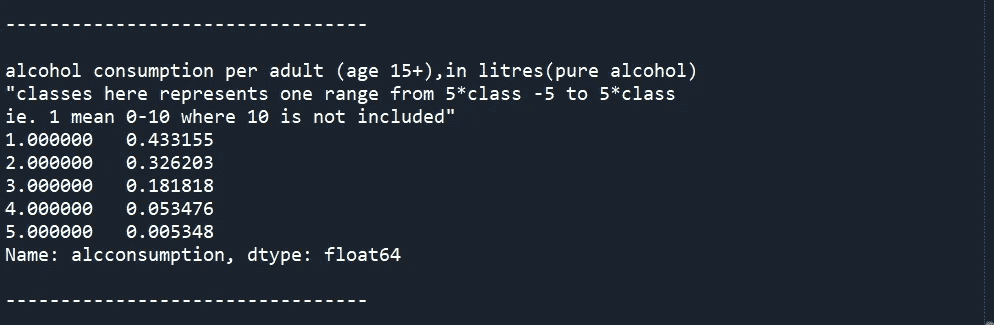 ---------------------------------
alcohol consumption per adult (age 15+),in litres(pure alcohol)
"classes here represents one range from 5*class -5 to 5*class
ie. 1 mean 0-10 where 10 is not included"
1.000000   0.433155
2.000000   0.326203
3.000000   0.181818
4.000000   0.053476
5.000000   0.005348
Name: alcconsumption, dtype: float64
---------------------------------